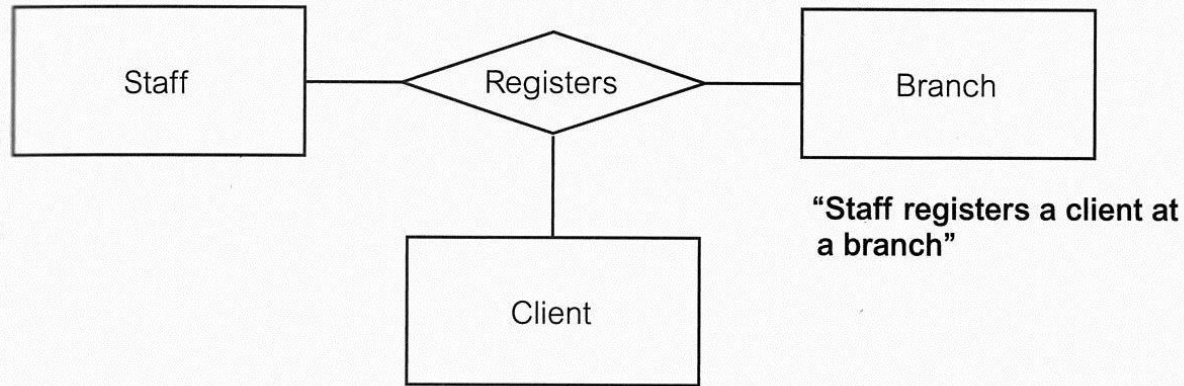 Staff
Registers
Branch
“Staff registers a client at
a branch”
Client